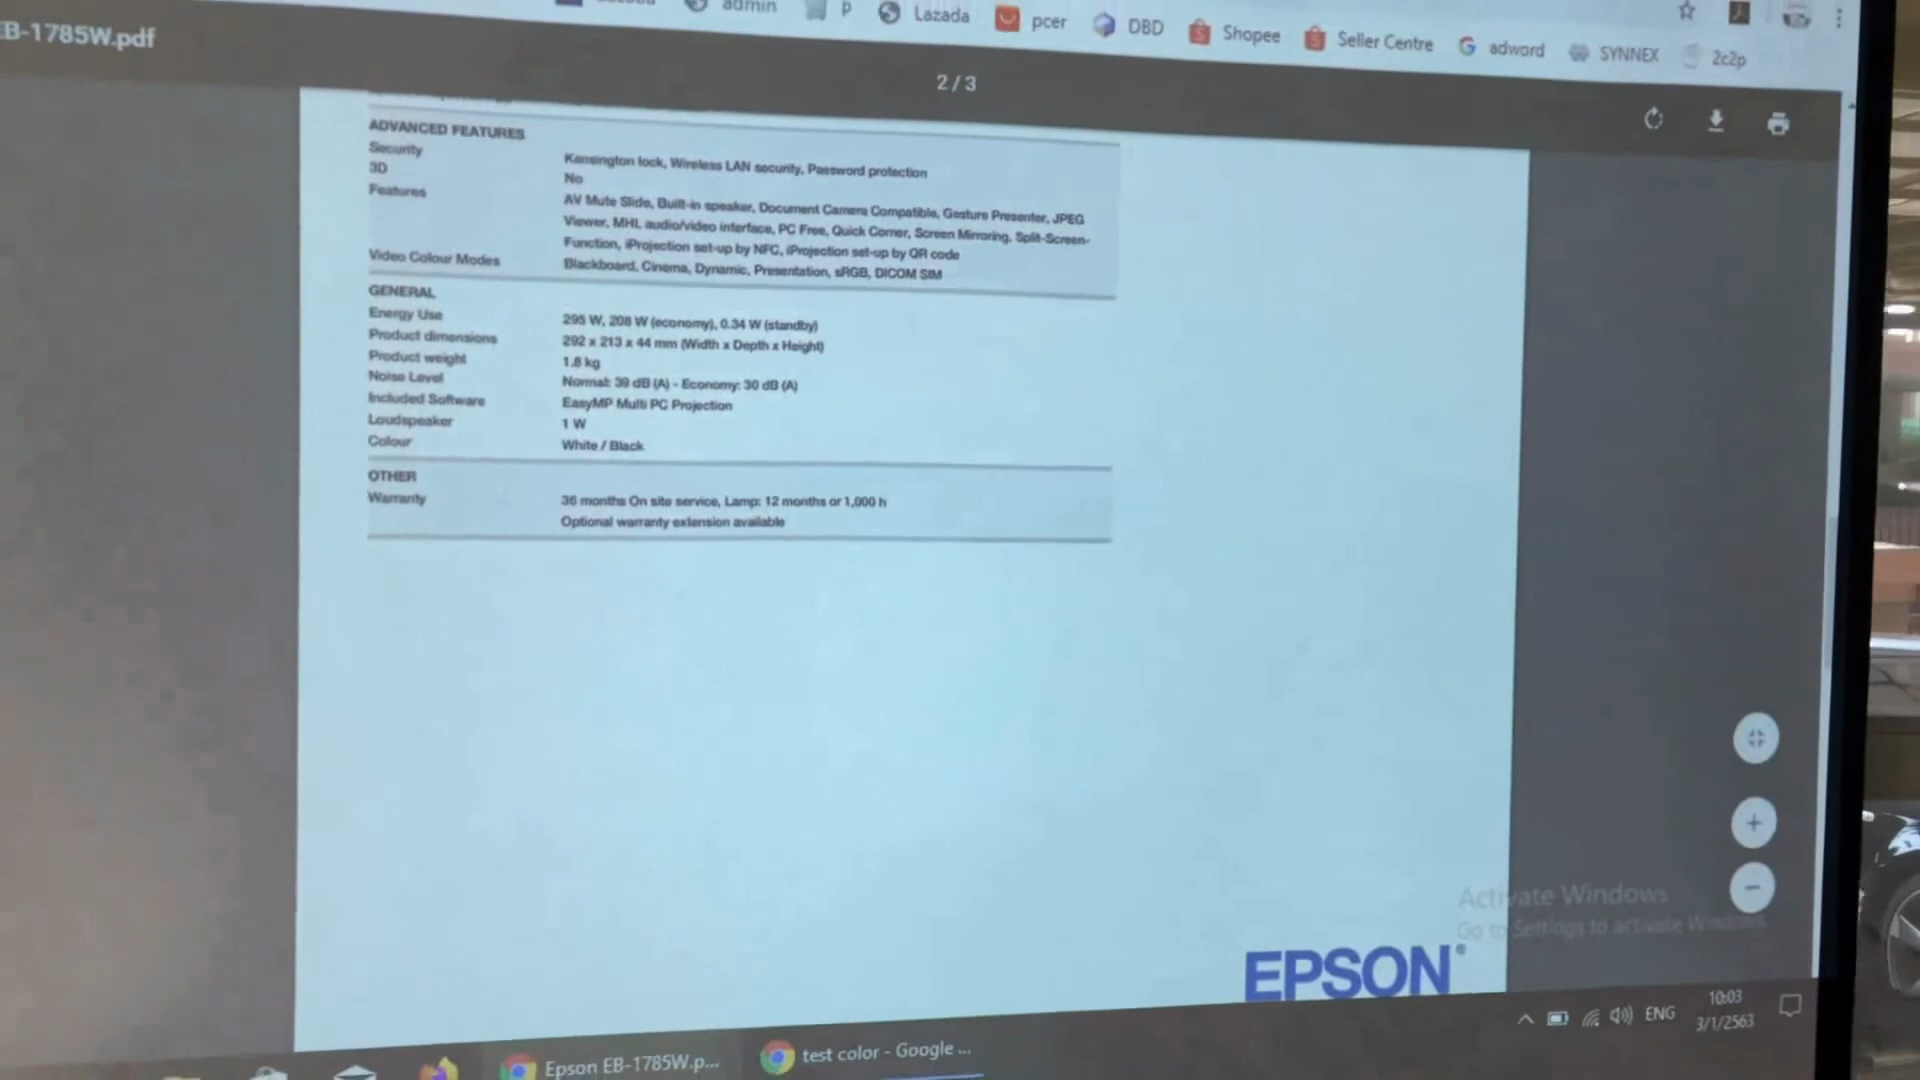 admin
P
Lazada
pcer
DBD
Shopee
Seller Centre
adword
SYNNEX
2c2p
EB-1785W.pdf
2 / 3
ADVANCED FEATURES
Security Kensington lock, Wireless LAN security, Password protection
3D No
Features AV Mute Slide, Built-in speaker, Document Camera Compatible, Gesture Presenter, JPEG
Viewer, MHL audio/video interface, PC Free, Quick Corner, Screen Mirroring, Split-Screen-
Function, iProjection set-up by NFC, iProjection set-up by QR code
Video Colour Modes Blackboard, Cinema, Dynamic, Presentation, sRGB, DICOM SIM
GENERAL
Energy Use 295 W, 208 W (economy), 0.34 W (standby)
Product dimensions 292 x 213 x 44 mm (Width x Depth x Height)
Product weight 1.8 kg
Noise Level Normal: 39 dB (A) - Economy: 30 dB (A)
Included Software EasyMP Multi PC Projection
Loudspeaker 1 W
Colour White / Black
OTHER
Warranty 36 months On site service, Lamp: 12 months or 1,000 h
Optional warranty extension available
Activate Windows
Go to Settings to activate Windows.
EPSON®
ENG
10:03
3/1/2563
Epson EB-1785W.p...
test color - Google ...